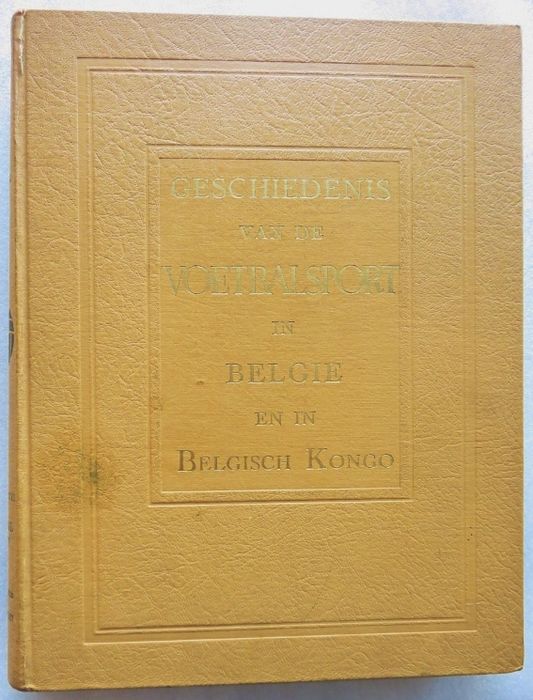 GESCHIEDENIS
VAN DE
VOETBALSPORT
IN
BELGIE
EN IN
BELGISCH KONGO